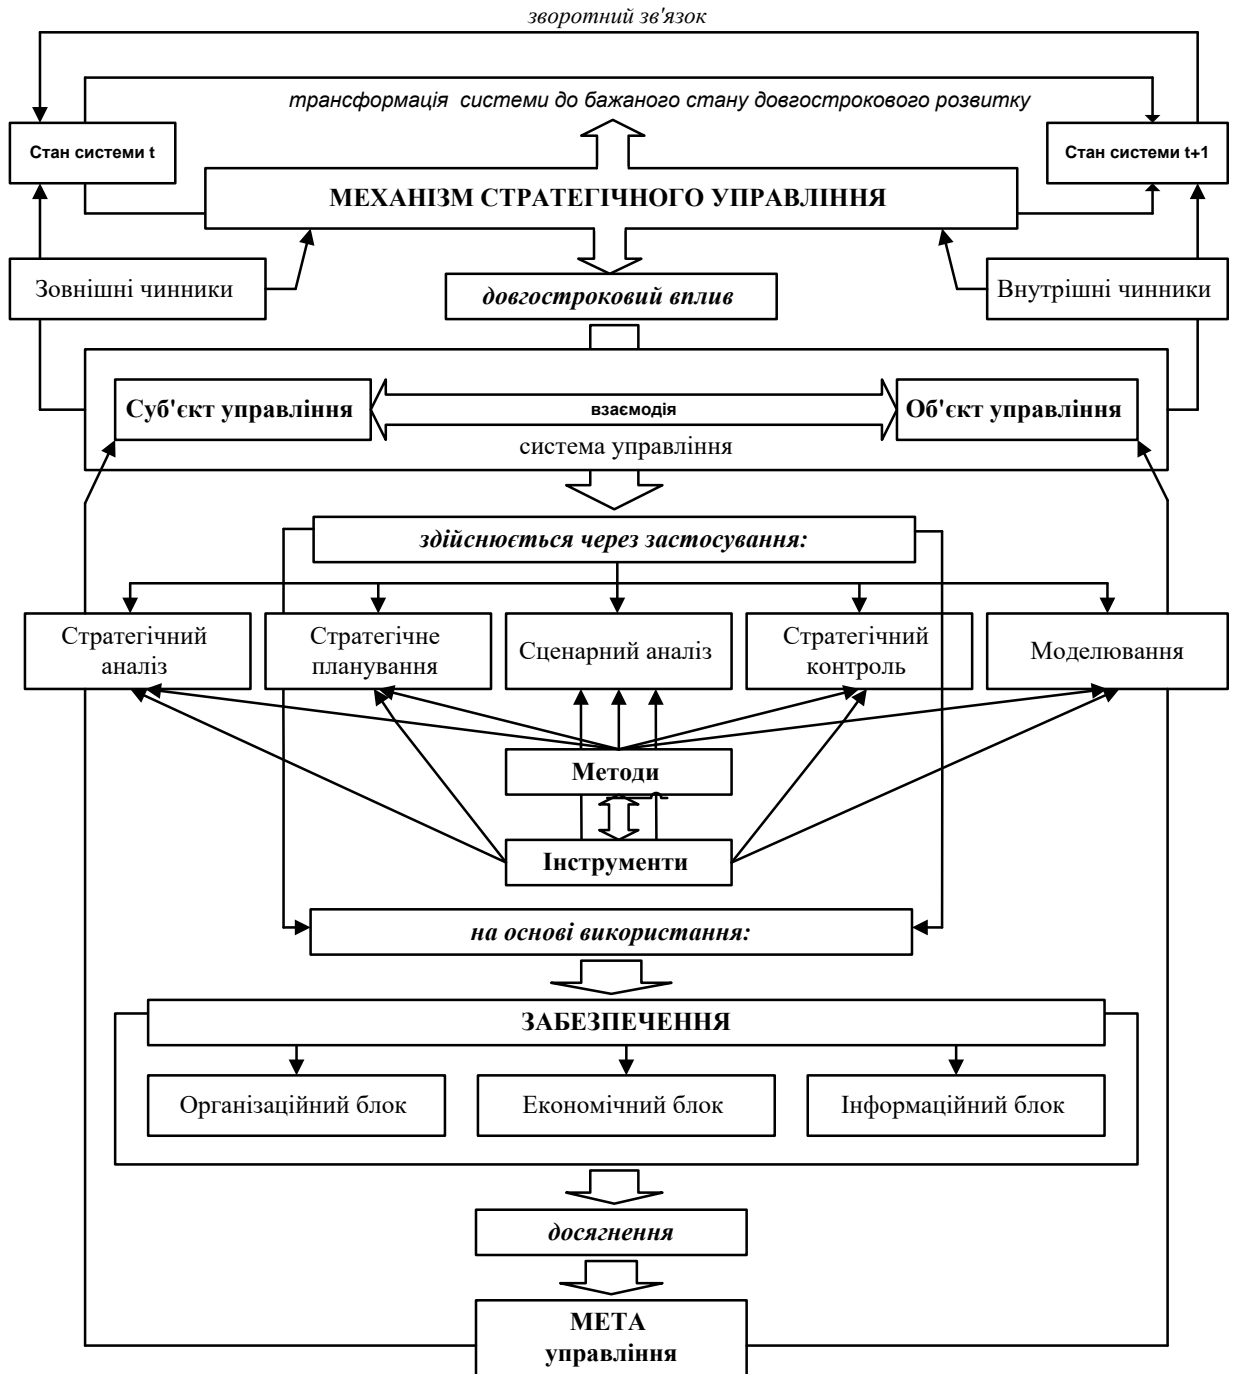 зворотний зв'язок
трансформація системи до бажаного стану довгострокового розвитку
Стан системи t
Стан системи t+1
МЕХАНІЗМ СТРАТЕГІЧНОГО УПРАВЛІННЯ
Зовнішні чинники
довгостроковий вплив
Внутрішні чинники
Суб'єкт управління
взаємодія
Об'єкт управління
система управління
здійснюється через застосування:
Стратегічний
аналіз
Стратегічне
планування
Сценарний аналіз
Стратегічний
контроль
Моделювання
Методи
Інструменти
на основі використання:
ЗАБЕЗПЕЧЕННЯ
Організаційний блок
Економічний блок
Інформаційний блок
досягнення
МЕТА
управління